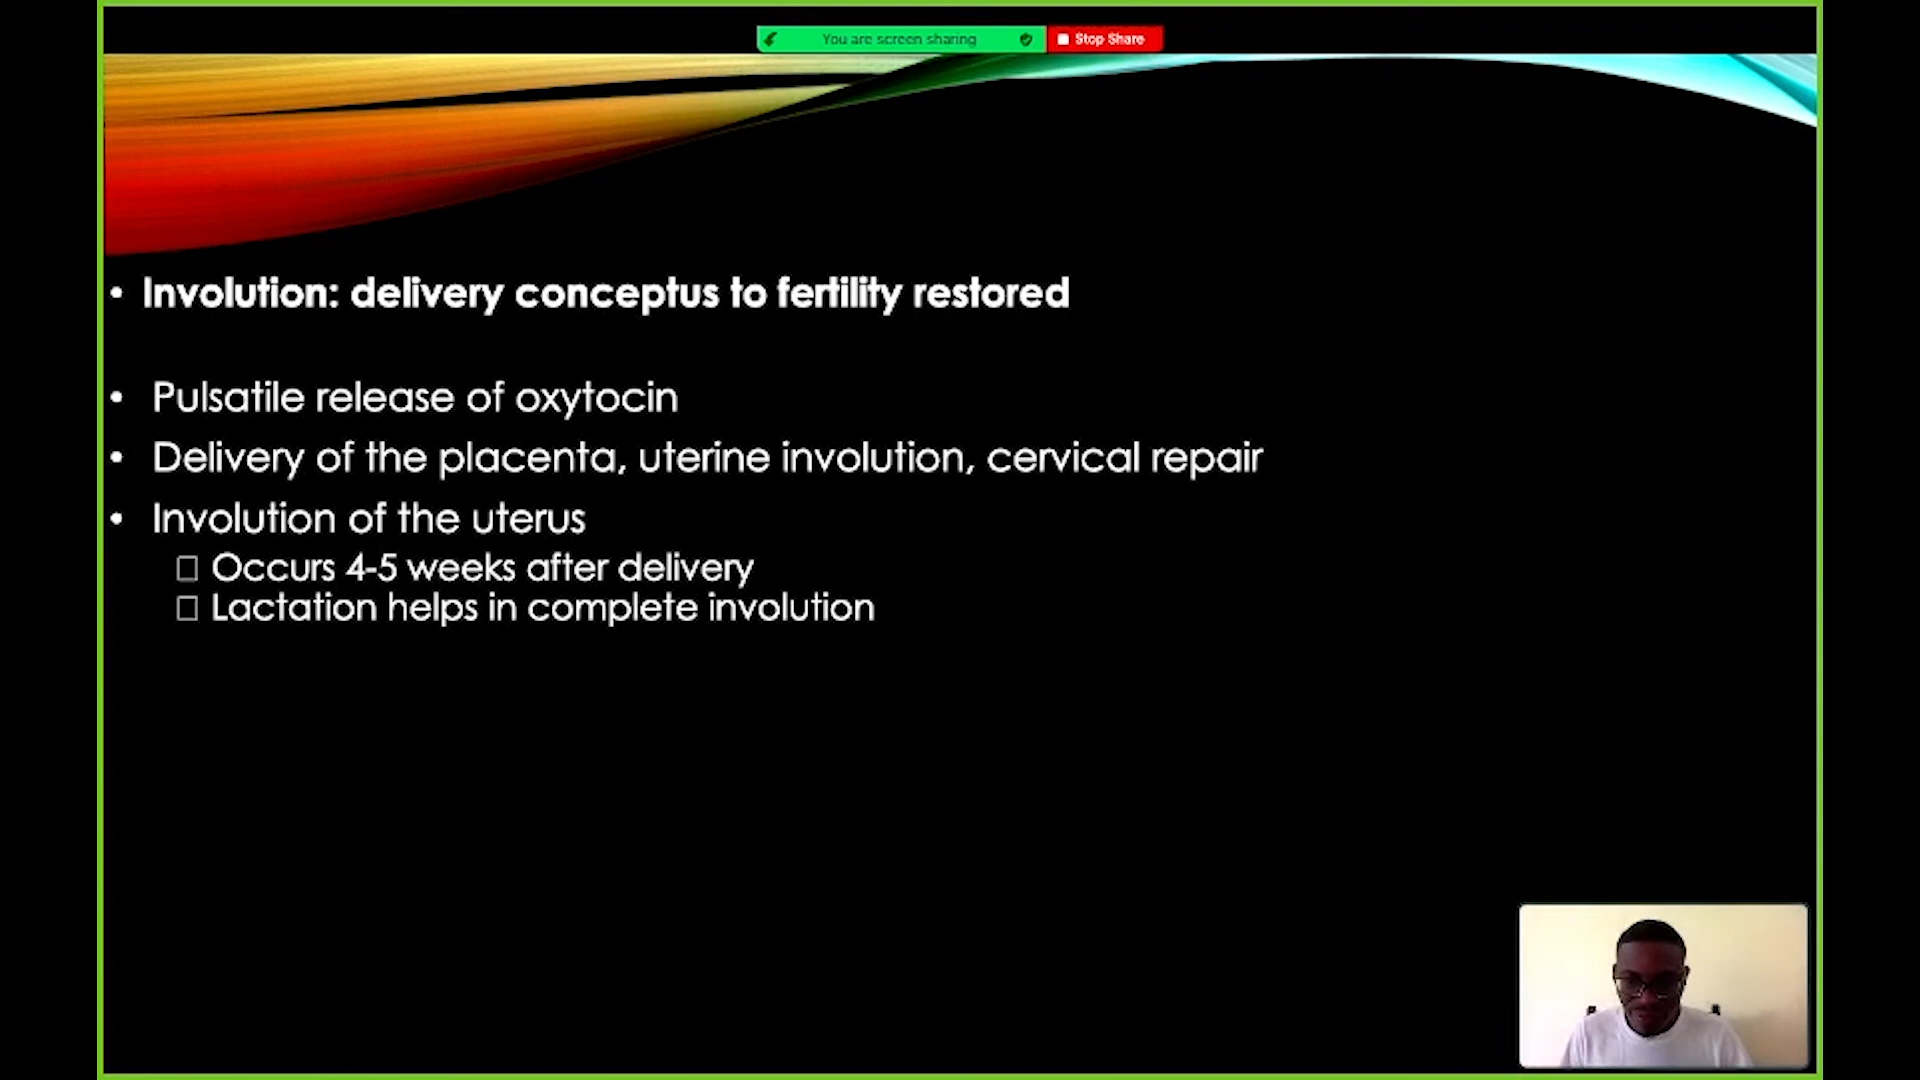 You are screen sharing
Stop Share
• Involution: delivery conceptus to fertility restored
• Pulsatile release of oxytocin
• Delivery of the placenta, uterine involution, cervical repair
• Involution of the uterus
□ Occurs 4-5 weeks after delivery
□ Lactation helps in complete involution